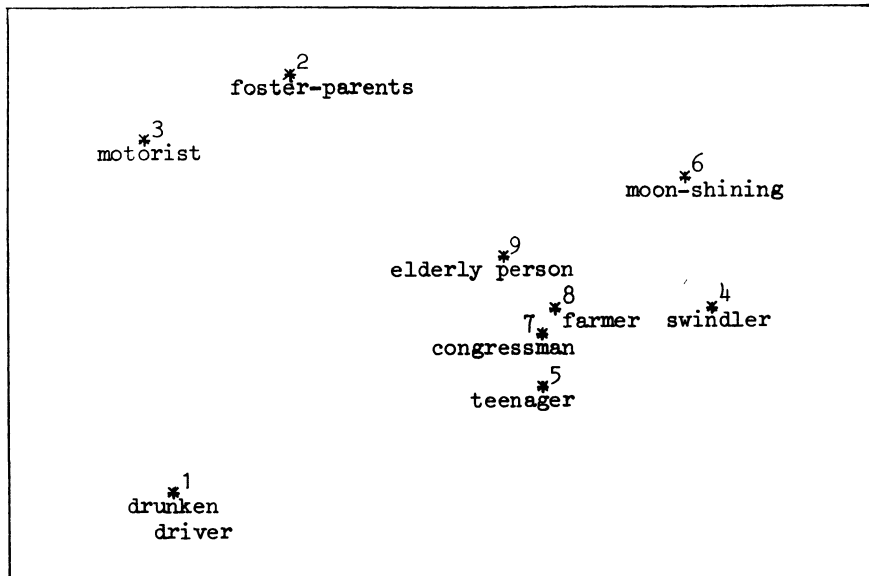 *2
foster-parents
*3
motorist
*6
moon-shining
*9
elderly person
*8
farmer
*4
swindler
7*
congressman
*5
teenager
*1
drunken
driver